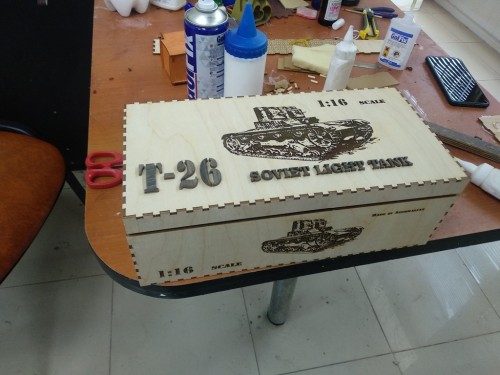 1:16 SCALE
T-26
SOVIET LIGHT TANK
1:16 SCALE